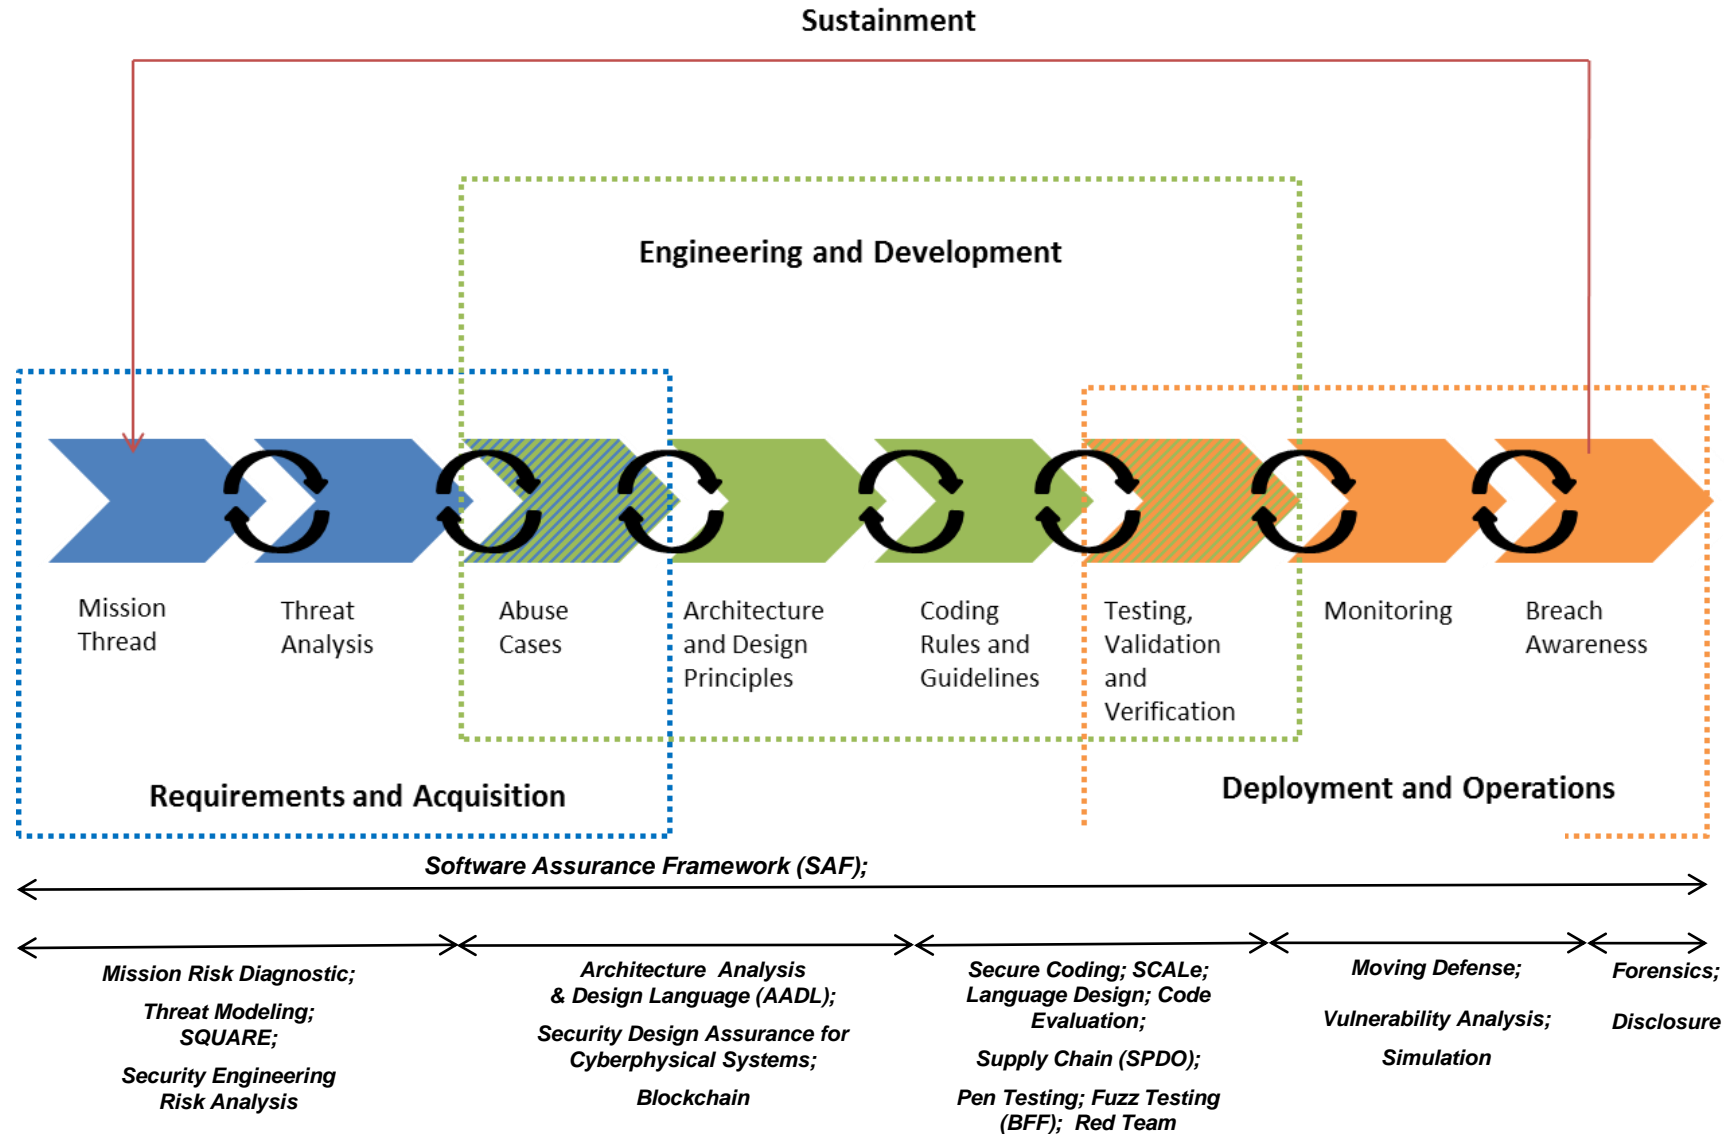 Sustainment
Engineering and Development
Mission
Thread
Threat
Analysis
Abuse
Cases
Architecture
and Design
Principles
Coding
Rules and
Guidelines
Testing,
Validation
and
Verification
Monitoring
Breach
Awareness
Requirements and Acquisition
Deployment and Operations
Software Assurance Framework (SAF);
Mission Risk Diagnostic;
Threat Modeling;
SQUARE;
Security Engineering
Risk Analysis
Architecture Analysis
& Design Language (AADL);
Security Design Assurance for
Cyberphysical Systems;
Blockchain
Secure Coding; SCALe;
Language Design; Code
Evaluation;
Supply Chain (SPDO);
Pen Testing; Fuzz Testing
(BFF); Red Team
Moving Defense;
Vulnerability Analysis;
Simulation
Forensics;
Disclosure